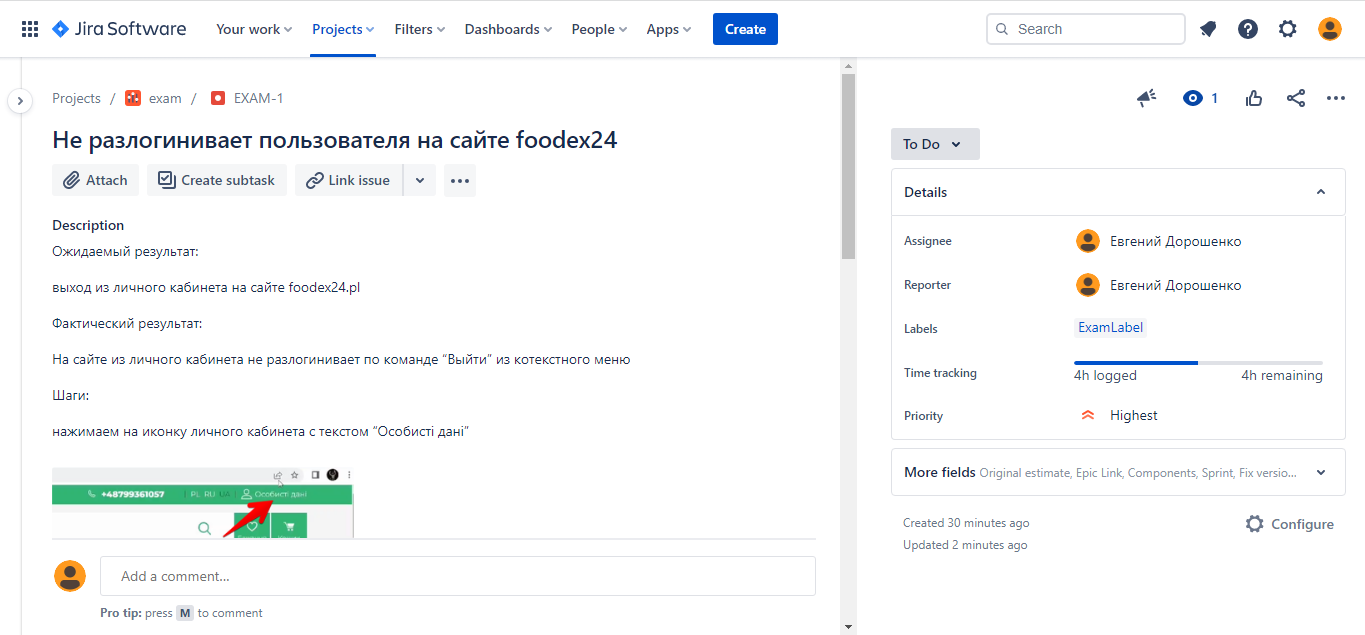 Jira Software Your work Projects Filters Dashboards People Apps Create Search
Projects / exam / EXAM-1 1
Не разлогинивает пользователя на сайте foodex24
Attach Create subtask Link issue
Description
Ожидаемый результат:
выход из личного кабинета на сайте foodex24.pl
Фактический результат:
На сайте из личного кабинета не разлогинивает по команде “Выйти” из котекстного меню
Шаги:
нажимаем на иконку личного кабинета с текстом “Особисті дані”
+48799361057 PL RU UA Особисті дані
Add a comment...
Pro tip: press M to comment
To Do
Details
Assignee Евгений Дорошенко
Reporter Евгений Дорошенко
Labels ExamLabel
Time tracking 4h logged 4h remaining
Priority Highest
More fields Original estimate, Epic Link, Components, Sprint, Fix versio...
Created 30 minutes ago Configure
Updated 2 minutes ago